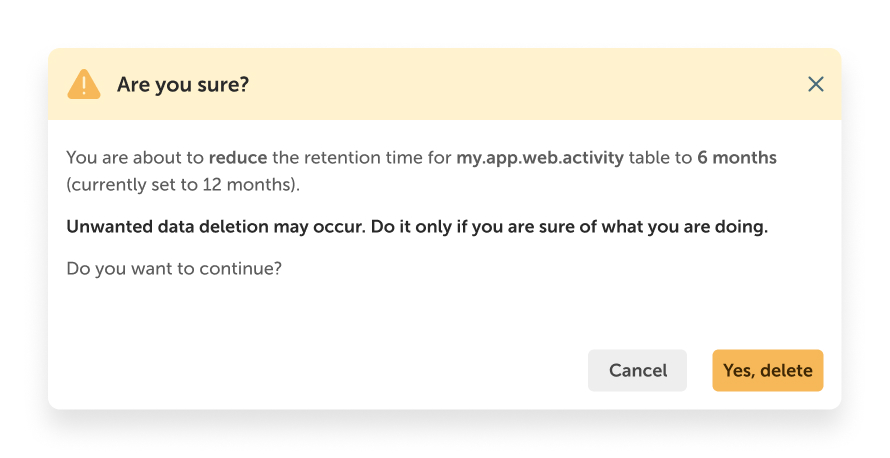 Are you sure?
You are about to reduce the retention time for my.app.web.activity table to 6 months
(currently set to 12 months).
Unwanted data deletion may occur. Do it only if you are sure of what you are doing.
Do you want to continue?
Cancel
Yes, delete